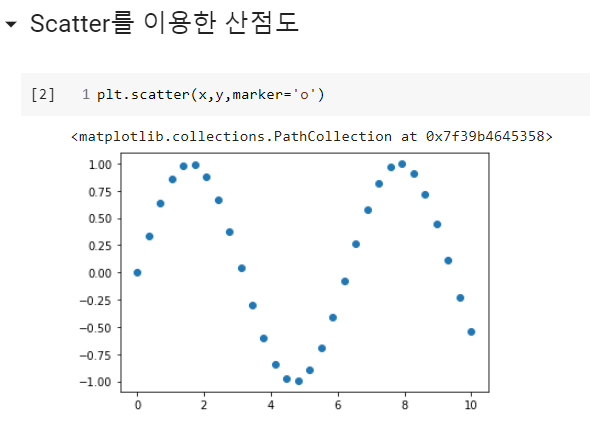 Scatter를 이용한 산점도
[2] 1 plt.scatter(x,y,marker='o')
<matplotlib.collections.PathCollection at 0x7f39b4645358>
1.00
0.75
0.50
0.25
0.00
−0.25
−0.50
−0.75
−1.00
0 2 4 6 8 10